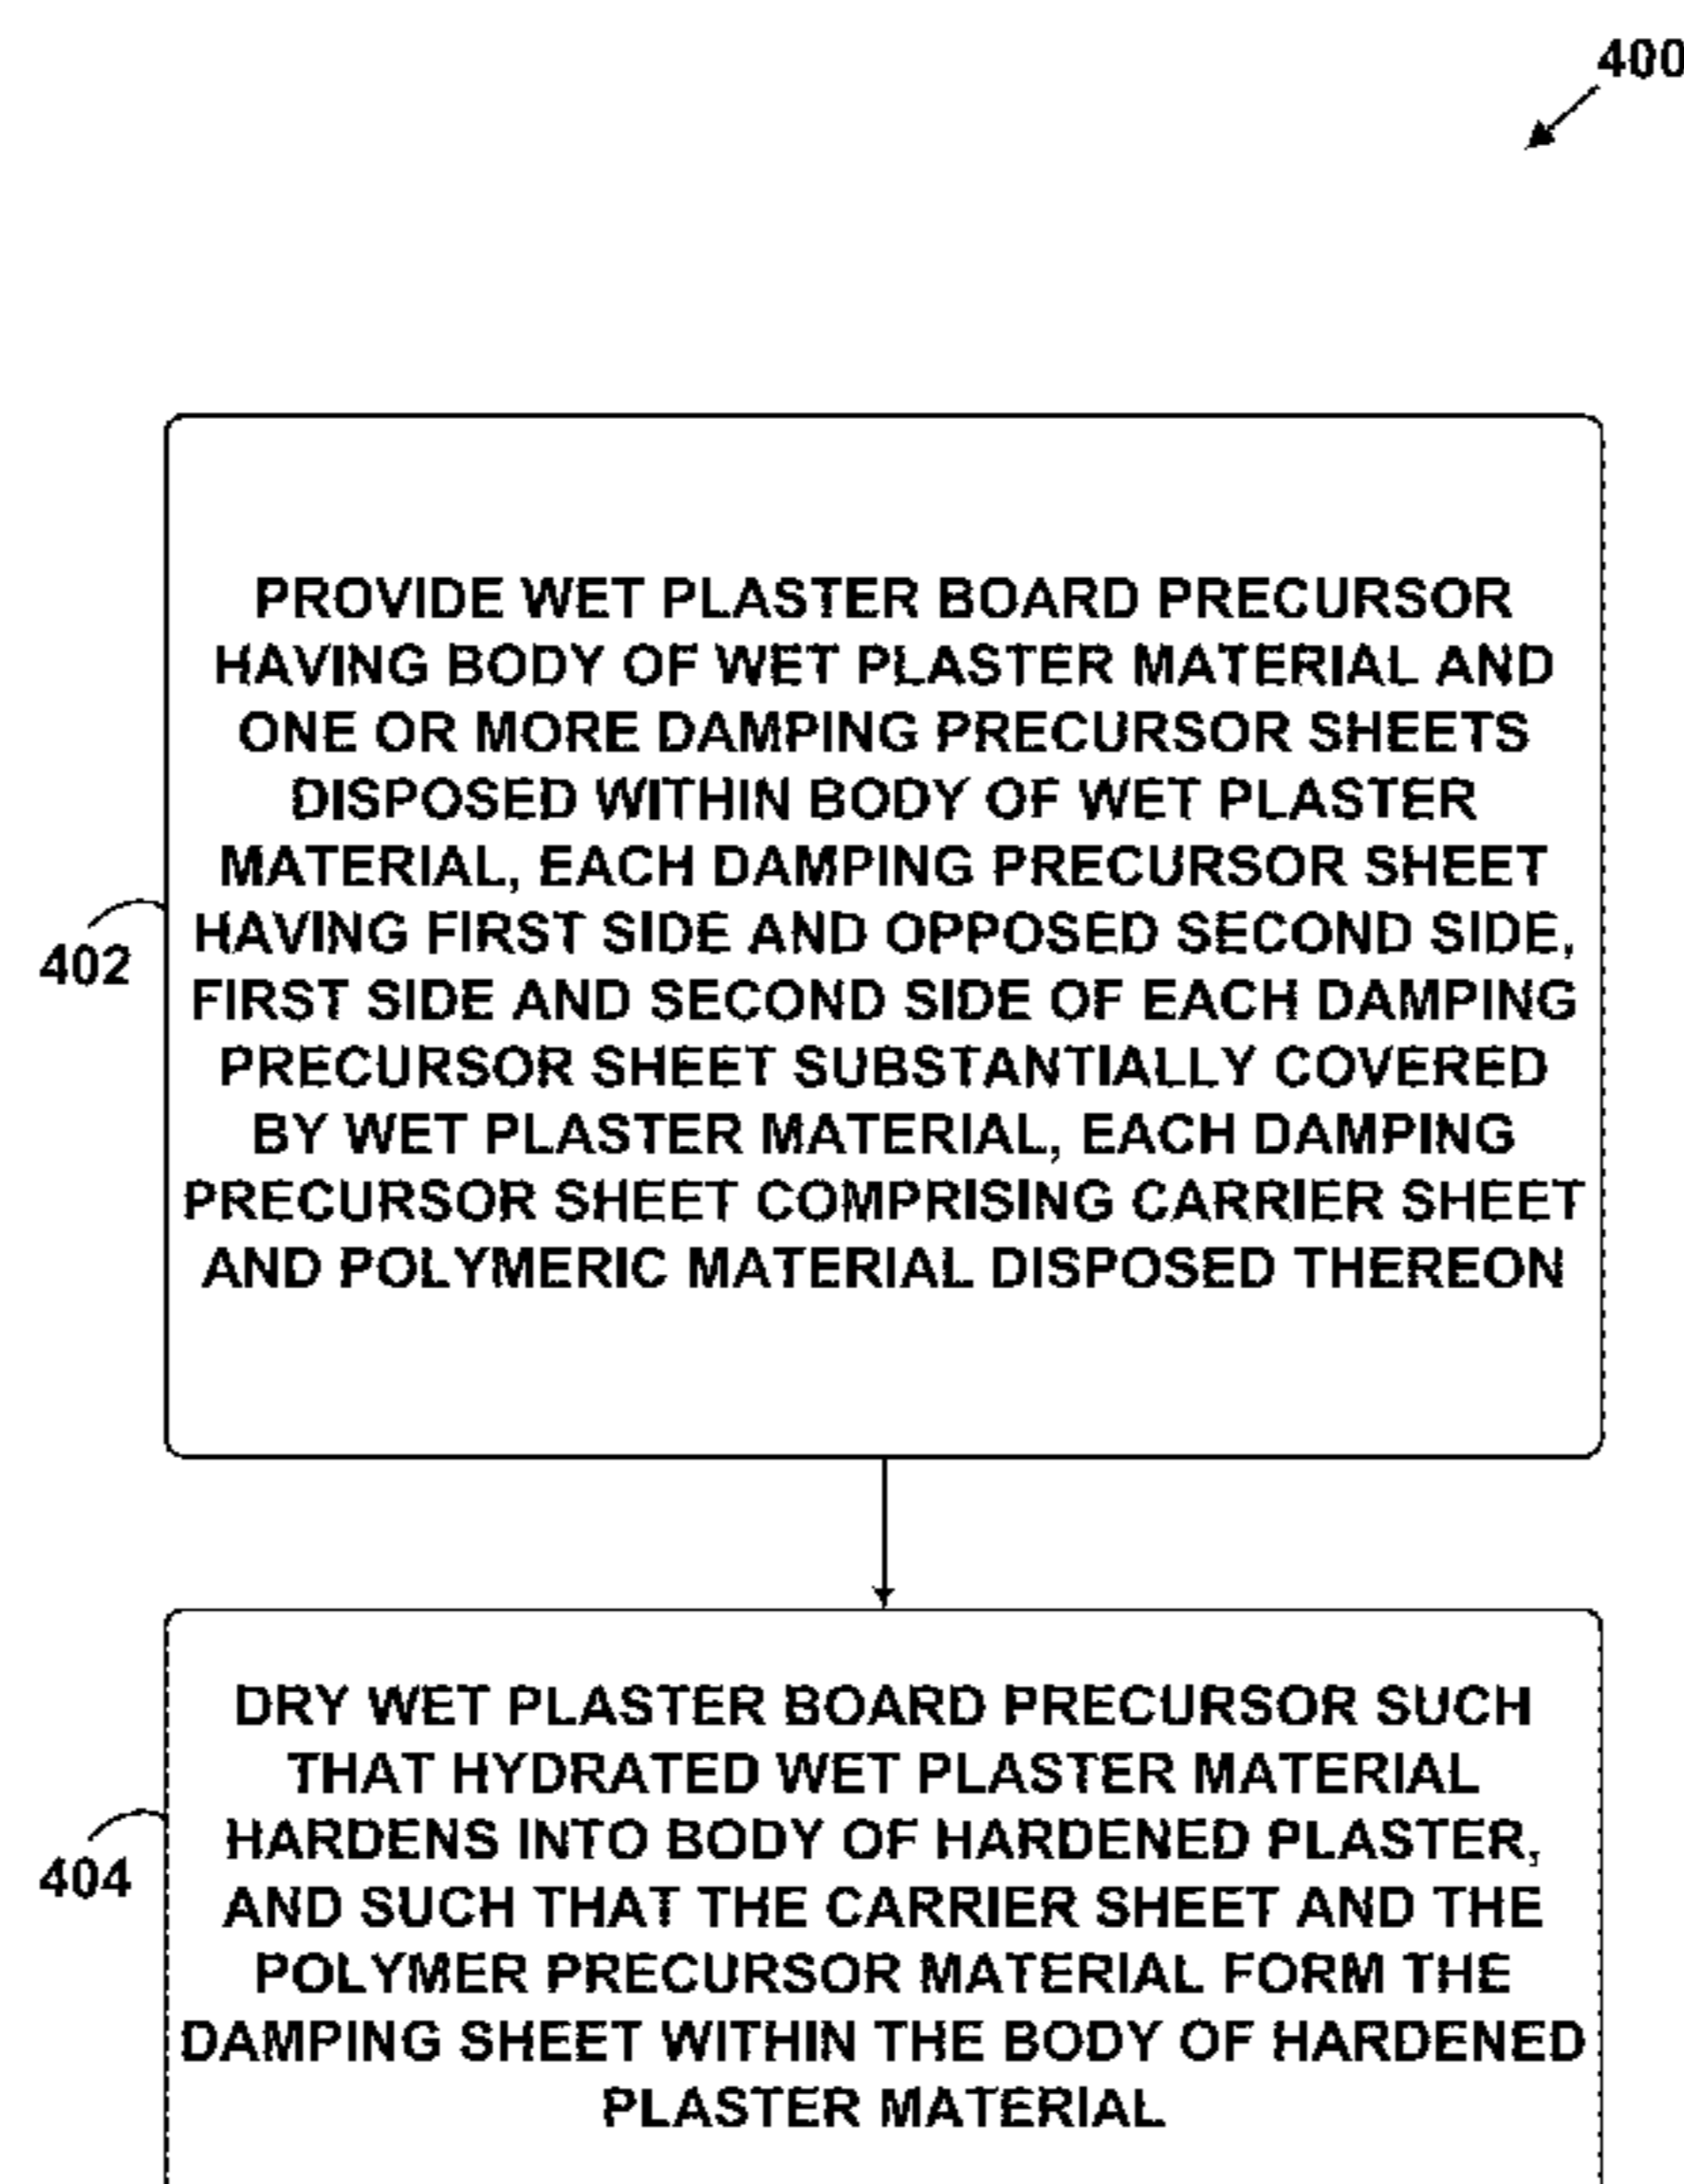 400
PROVIDE WET PLASTER BOARD PRECURSOR
HAVING BODY OF WET PLASTER MATERIAL AND
ONE OR MORE DAMPING PRECURSOR SHEETS
DISPOSED WITHIN BODY OF WET PLASTER
MATERIAL, EACH DAMPING PRECURSOR SHEET
HAVING FIRST SIDE AND OPPOSED SECOND SIDE,
FIRST SIDE AND SECOND SIDE OF EACH DAMPING
PRECURSOR SHEET SUBSTANTIALLY COVERED
BY WET PLASTER MATERIAL, EACH DAMPING
PRECURSOR SHEET COMPRISING CARRIER SHEET
AND POLYMERIC MATERIAL DISPOSED THEREON
402
DRY WET PLASTER BOARD PRECURSOR SUCH
THAT HYDRATED WET PLASTER MATERIAL
HARDENS INTO BODY OF HARDENED PLASTER,
AND SUCH THAT THE CARRIER SHEET AND THE
POLYMER PRECURSOR MATERIAL FORM THE
DAMPING SHEET WITHIN THE BODY OF HARDENED
PLASTER MATERIAL
404